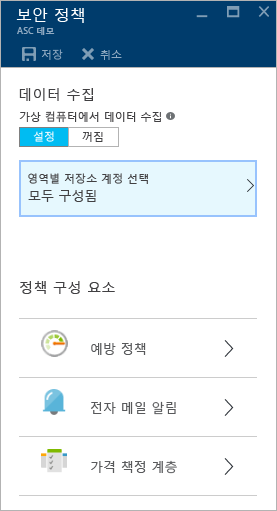 보안 정책
ASC 데모
저장 취소
데이터 수집
가상 컴퓨터에서 데이터 수집
설정 꺼짐
영역별 저장소 계정 선택
모두 구성됨
정책 구성 요소
예방 정책
전자 메일 알림
가격 책정 계층